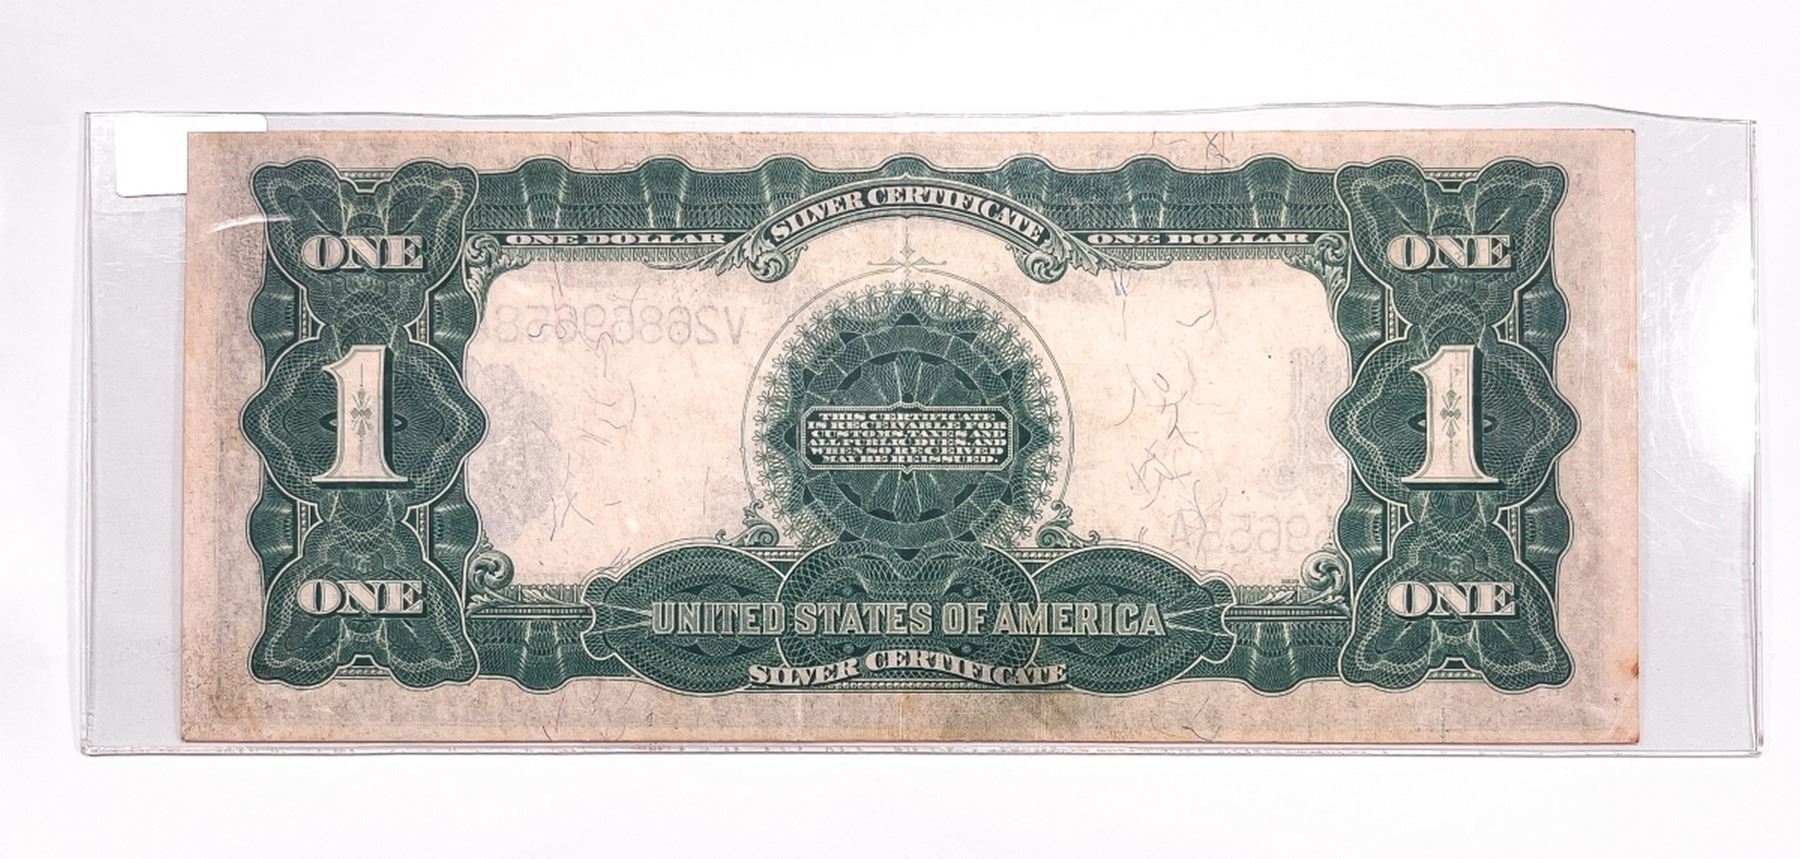 SILVER CERTIFICATE
ONE DOLLAR ONE DOLLAR
ONE ONE
1 1
THIS CERTIFICATE
IS RECEIVABLE FOR
CUSTOMS, TAXES AND
ALL PUBLIC DUES, AND
WHEN SO RECEIVED
MAY BE REISSUED.
ONE ONE
UNITED STATES OF AMERICA
SILVER CERTIFICATE